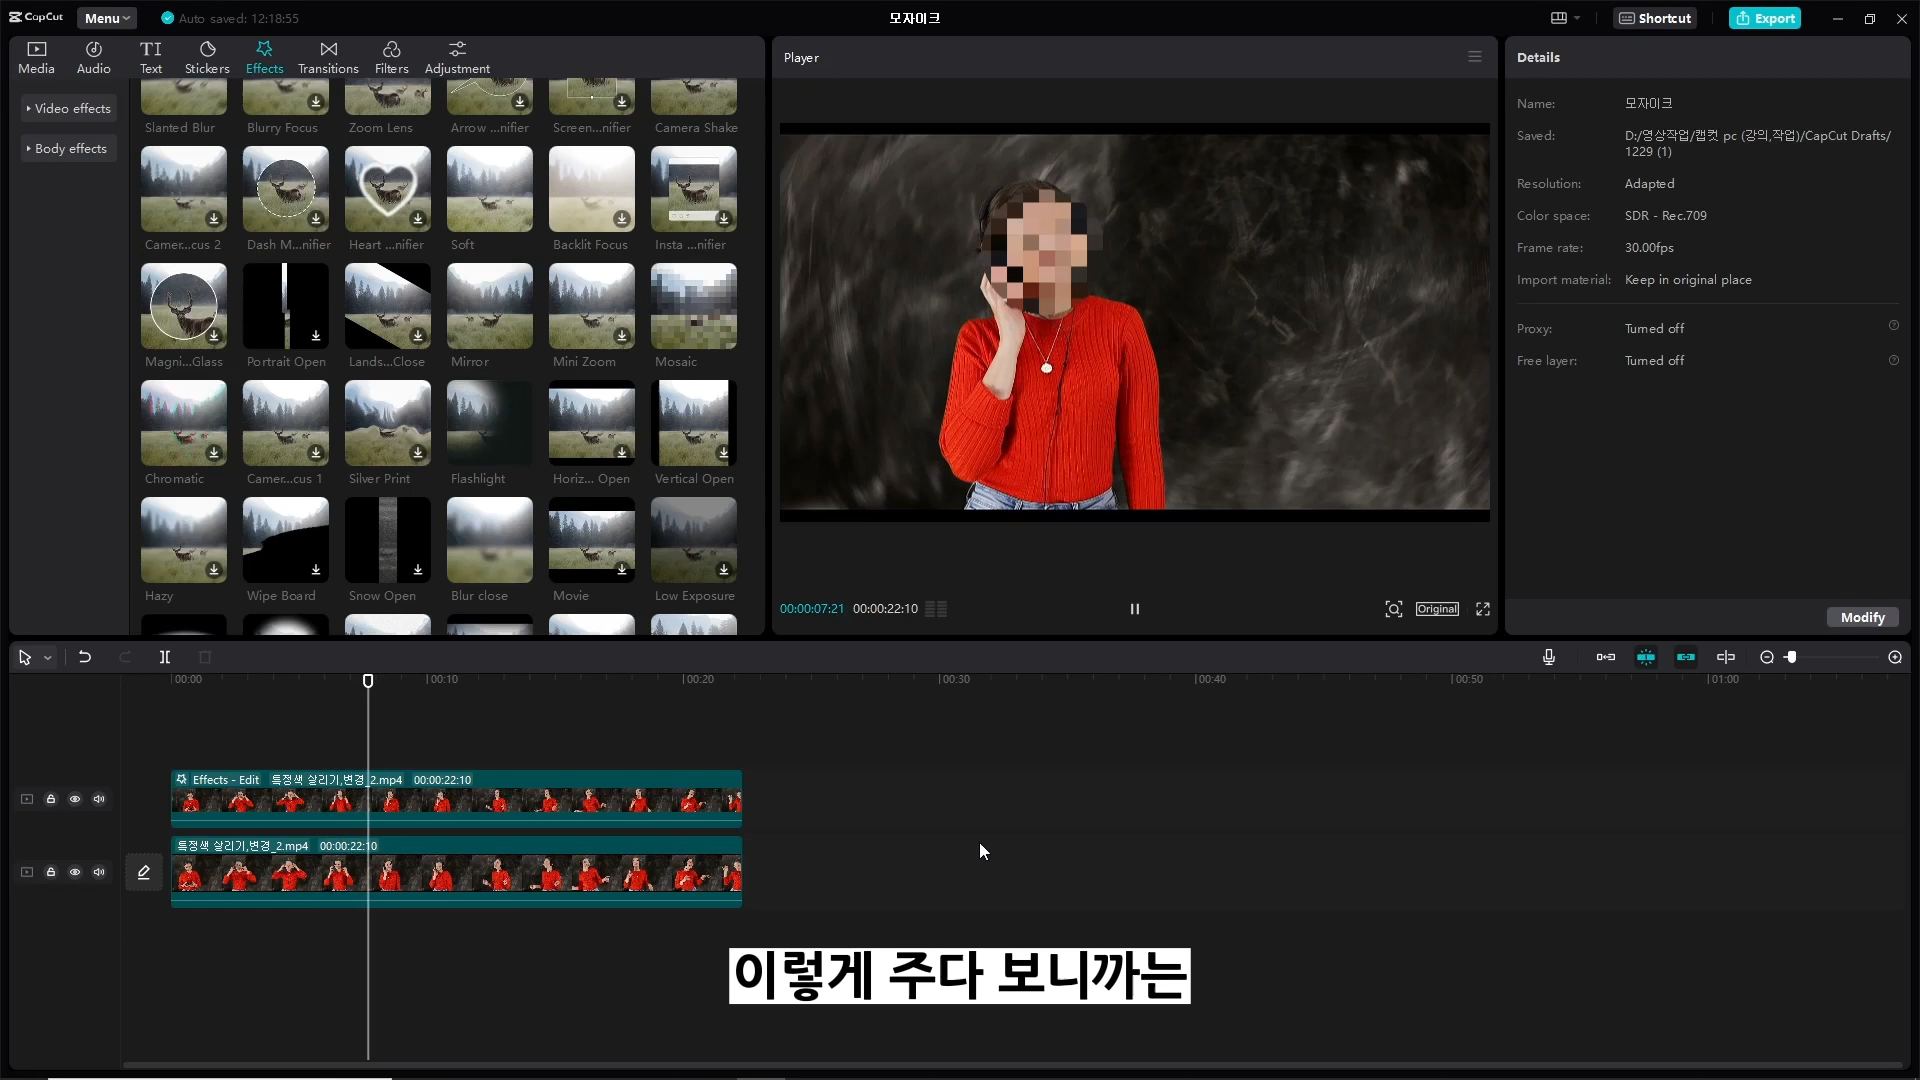 CapCut
Menu
Auto saved: 12:18:55
모자이크
Shortcut
Export
Media
Audio
TI
Text
Stickers
Effects
Transitions
Filters
Adjustment
Video effects
Body effects
Slanted Blur
Blurry Focus
Zoom Lens
Arrow ...nifier
Screen...nifier
Camera Shake
Camer...cus 2
Dash M...nifier
Heart ...nifier
Soft
Backlit Focus
Insta ...nifier
Magni...Glass
Portrait Open
Lands...Close
Mirror
Mini Zoom
Mosaic
Chromatic
Camer...cus 1
Silver Print
Flashlight
Horiz... Open
Vertical Open
Hazy
Wipe Board
Snow Open
Blur close
Movie
Low Exposure
Player
00:00:07:21 00:00:22:10
Original
Details
Name: 모자이크
Saved: D:/영상작업/캡컷 pc (강의,작업)/CapCut Drafts/
1229 (1)
Resolution: Adapted
Color space: SDR - Rec.709
Frame rate: 30.00fps
Import material: Keep in original place
Proxy: Turned off
Free layer: Turned off
Modify
00:00
00:10
00:20
00:30
00:40
00:50
01:00
Effects - Edit 특정색 살리기,변경_2.mp4 00:00:22:10
특정색 살리기,변경_2.mp4 00:00:22:10
이렇게 주다 보니까는